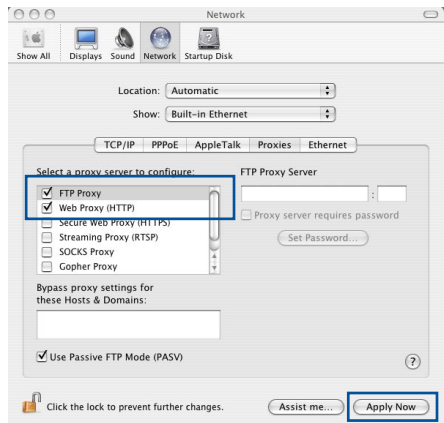 Network
Show All Displays Sound Network Startup Disk
Location: Automatic
Show: Built-in Ethernet
TCP/IP PPPoE AppleTalk Proxies Ethernet
Select a proxy server to configure: FTP Proxy Server
FTP Proxy
:
Web Proxy (HTTP)
Proxy server requires password
Secure Web Proxy (HTTPS)
Streaming Proxy (RTSP)
Set Password...
SOCKS Proxy
Gopher Proxy
Bypass proxy settings for
these Hosts & Domains:
Use Passive FTP Mode (PASV)
?
Click the lock to prevent further changes. Assist me... Apply Now